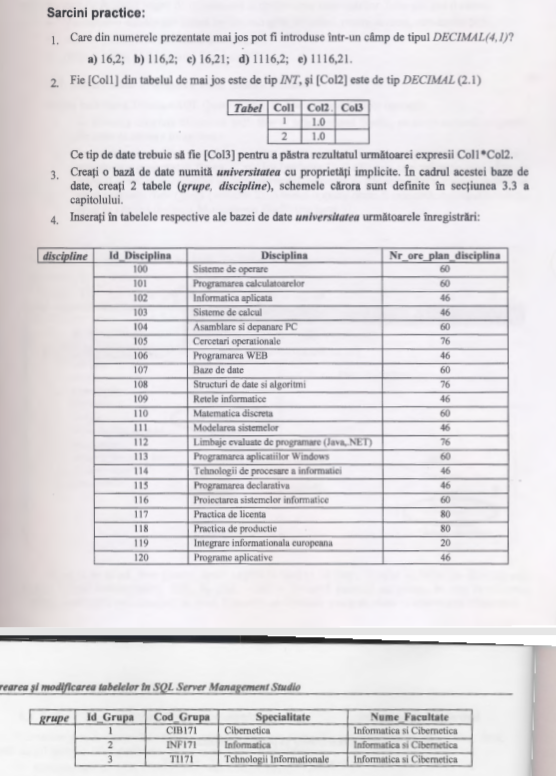 Sarcini practice:
1. Care din numerele prezentate mai jos pot fi introduse într-un câmp de tipul DECIMAL(4,1)?
a) 16,2; b) 116,2; c) 16,21; d) 1116,2; e) 1116,21.
2. Fie [Col1] din tabelul de mai jos este de tip INT, şi [Col2] este de tip DECIMAL (2.1)
Tabel Col1 Col2 Col3
1 1.0
2 1.0
Ce tip de date trebuie să fie [Col3] pentru a păstra rezultatul următoarei expresii Col1*Col2.
3. Creaţi o bază de date numită universitatea cu proprietăţi implicite. În cadrul acestei baze de
date, creaţi 2 tabele (grupe, discipline), schemele cărora sunt definite în secţiunea 3.3 a
capitolului.
4. Inseraţi în tabelele respective ale bazei de date universitatea următoarele înregistrări:
discipline Id_Disciplina Disciplina Nr_ore_plan_disciplina
100 Sisteme de operare 60
101 Programarea calculatoarelor 60
102 Informatica aplicata 46
103 Sisteme de calcul 46
104 Asamblare si depanare PC 60
105 Cercetari operationale 76
106 Programarea WEB 46
107 Baze de date 60
108 Structuri de date si algoritmi 76
109 Retele informatice 46
110 Matematica discreta 60
111 Modelarea sistemelor 46
112 Limbaje evaluate de programare (Java,.NET) 76
113 Programarea aplicatiilor Windows 60
114 Tehnologii de procesare a informatiei 46
115 Programarea declarativa 46
116 Proiectarea sistemelor informatice 60
117 Practica de licenta 80
118 Practica de productie 80
119 Integrare informationala europeana 20
120 Programe aplicative 46
rearea şi modificarea tabelelor în SQL Server Management Studio
grupe Id_Grupa Cod_Grupa Specialitate Nume_Facultate
1 CIB171 Cibernetica Informatica si Cibernetica
2 INF171 Informatica Informatica si Cibernetica
3 TI171 Tehnologii Informationale Informatica si Cibernetica